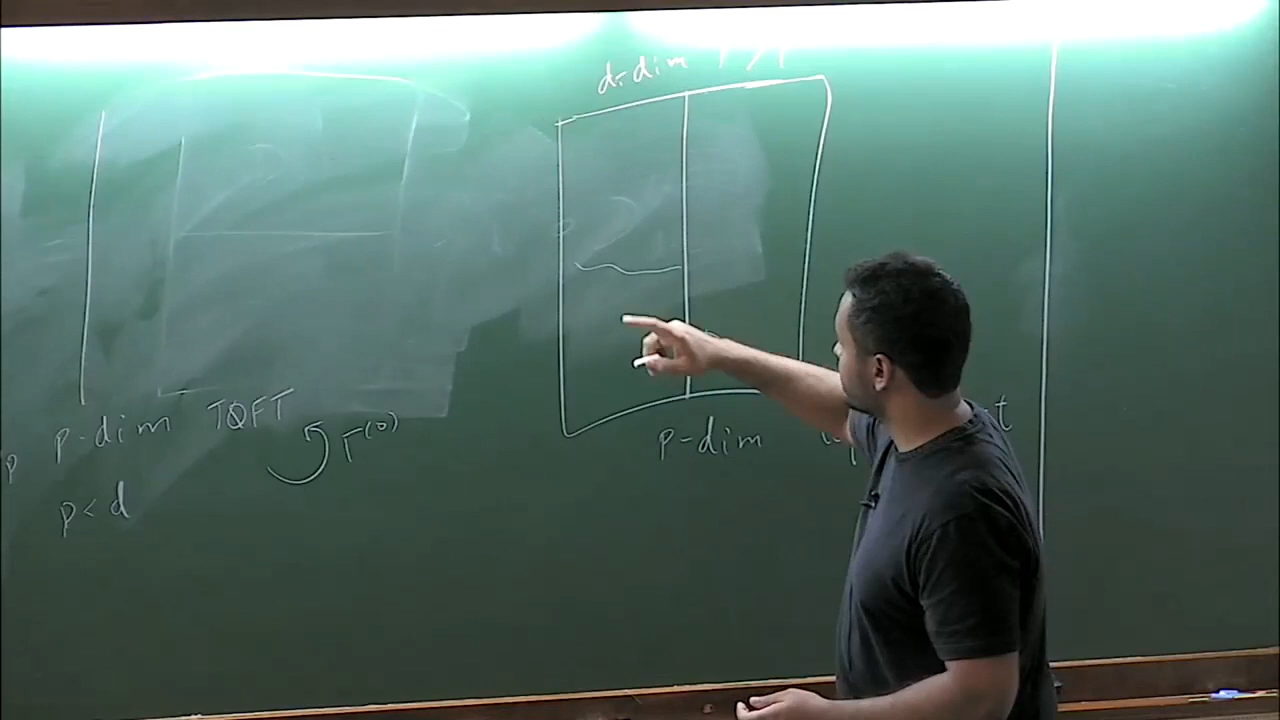 d-dim
p-dim TQFT
Γ^(0)
p
p < d
p-dim
t